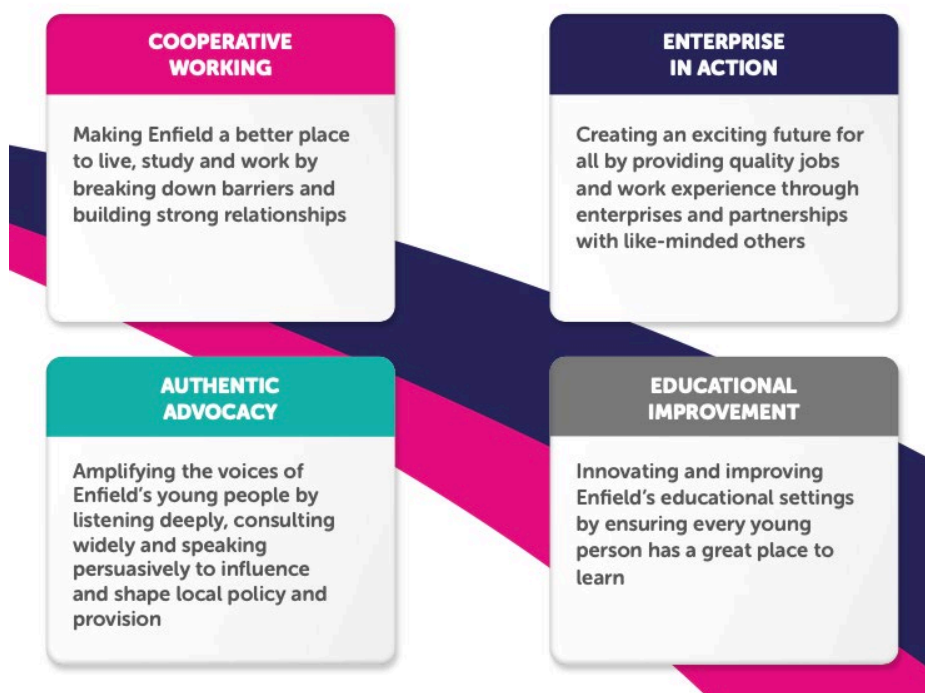 COOPERATIVE
WORKING
Making Enfield a better place
to live, study and work by
breaking down barriers and
building strong relationships
ENTERPRISE
IN ACTION
Creating an exciting future for
all by providing quality jobs
and work experience through
enterprises and partnerships
with like-minded others
AUTHENTIC
ADVOCACY
Amplifying the voices of
Enfield’s young people by
listening deeply, consulting
widely and speaking
persuasively to influence
and shape local policy and
provision
EDUCATIONAL
IMPROVEMENT
Innovating and improving
Enfield’s educational settings
by ensuring every young
person has a great place to
learn